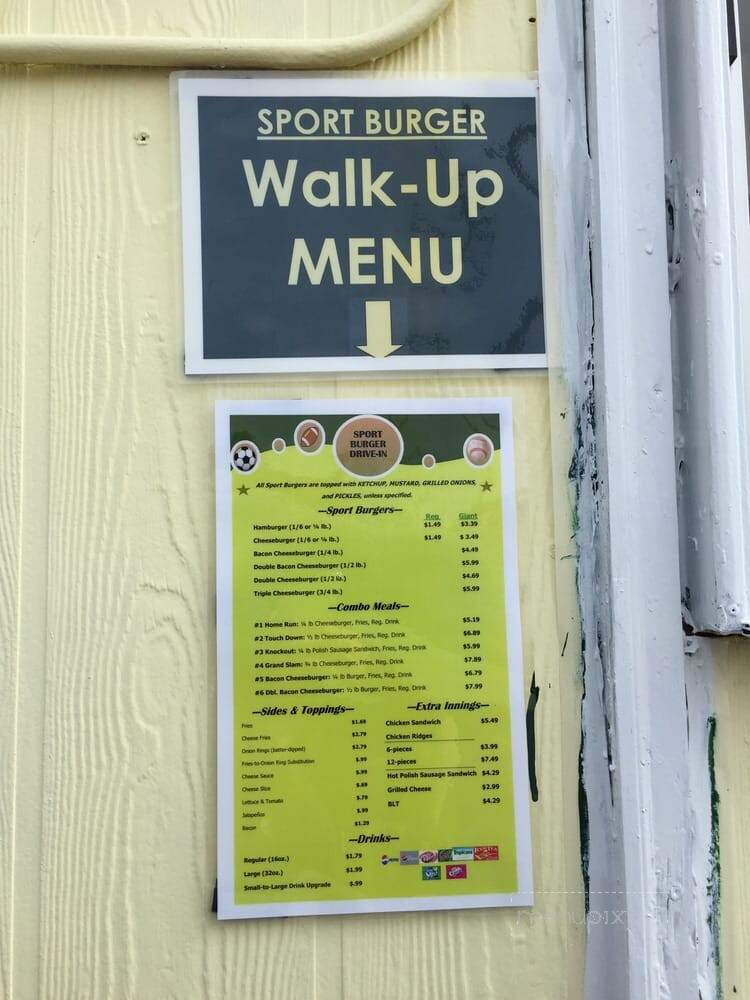 SPORT BURGER
Walk-Up
MENU
SPORT
BURGER
DRIVE-IN
All Sport Burgers are topped with KETCHUP, MUSTARD, GRILLED ONIONS,
and PICKLES, unless specified.
—Sport Burgers—
Reg. Giant
Hamburger (1/6 or ¼ lb.) $1.49 $3.39
Cheeseburger (1/6 or ¼ lb.) $1.49 $ 3.49
Bacon Cheeseburger (1/4 lb.) $4.49
Double Bacon Cheeseburger (1/2 lb.) $5.99
Double Cheeseburger (1/2 lb.) $4.69
Triple Cheeseburger (3/4 lb.) $5.99
—Combo Meals—
#1 Home Run: ¼ lb Cheeseburger, Fries, Reg. Drink $5.19
#2 Touch Down: ½ lb Cheeseburger, Fries, Reg. Drink $6.89
#3 Knockout: ¼ lb Polish Sausage Sandwich, Fries, Reg. Drink $5.99
#4 Grand Slam: ¾ lb Cheeseburger, Fries, Reg. Drink $7.89
#5 Bacon Cheeseburger: ¼ lb Burger, Fries, Reg. Drink $6.79
#6 Dbl. Bacon Cheeseburger: ½ lb Burger, Fries, Reg. Drink $7.99
—Sides & Toppings—
Fries $1.69
Cheese Fries $2.79
Onion Rings (batter-dipped) $2.79
Fries-to-Onion Ring Substitution $.99
Cheese Sauce $.99
Cheese Slice $.69
Lettuce & Tomato $.79
Jalapeños $.99
Bacon $1.29
—Extra Innings—
Chicken Sandwich $5.49
Chicken Ridges
6-pieces $3.99
12-pieces $7.49
Hot Polish Sausage Sandwich $4.29
Grilled Cheese $2.99
BLT $4.29
—Drinks—
Regular (16oz.) $1.79
Large (32oz.) $1.99
Small-to-Large Drink Upgrade $.99
pepsi
Tropicana
menupix